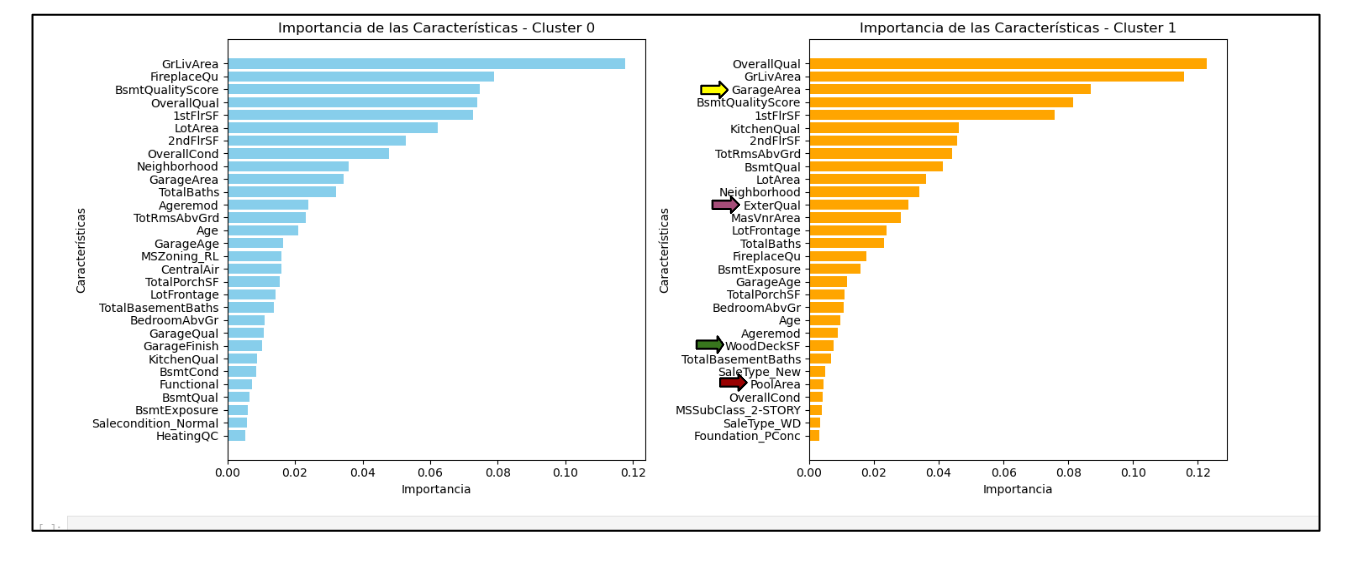 Importancia de las Características - Cluster 0
Características
GrLivArea
FireplaceQu
BsmtQualityScore
OverallQual
1stFlrSF
LotArea
2ndFlrSF
OverallCond
Neighborhood
GarageArea
TotalBaths
Ageremod
TotRmsAbvGrd
Age
GarageAge
MSZoning_RL
CentralAir
TotalPorchSF
LotFrontage
TotalBasementBaths
BedroomAbvGr
GarageQual
GarageFinish
KitchenQual
BsmtCond
Functional
BsmtQual
BsmtExposure
Salecondition_Normal
HeatingQC
0.00 0.02 0.04 0.06 0.08 0.10 0.12
Importancia
Importancia de las Características - Cluster 1
Características
OverallQual
GrLivArea
GarageArea
BsmtQualityScore
1stFlrSF
KitchenQual
2ndFlrSF
TotRmsAbvGrd
BsmtQual
LotArea
Neighborhood
ExterQual
MasVnrArea
LotFrontage
TotalBaths
FireplaceQu
BsmtExposure
GarageAge
TotalPorchSF
BedroomAbvGr
Age
Ageremod
WoodDeckSF
TotalBasementBaths
SaleType_New
PoolArea
OverallCond
MSSubClass_2-STORY
SaleType_WD
Foundation_PConc
0.00 0.02 0.04 0.06 0.08 0.10 0.12
Importancia
[ ]: